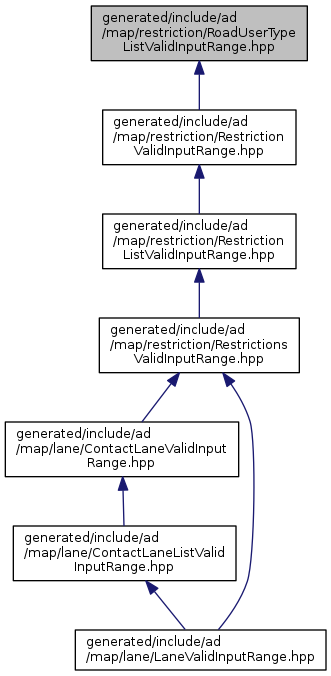 generated/include/ad
/map/restriction/RoadUserType
ListValidInputRange.hpp
generated/include/ad
/map/restriction/Restriction
ValidInputRange.hpp
generated/include/ad
/map/restriction/Restriction
ListValidInputRange.hpp
generated/include/ad
/map/restriction/Restrictions
ValidInputRange.hpp
generated/include/ad
/map/lane/ContactLaneValidInput
Range.hpp
generated/include/ad
/map/lane/ContactLaneListValid
InputRange.hpp
generated/include/ad
/map/lane/LaneValidInputRange.hpp